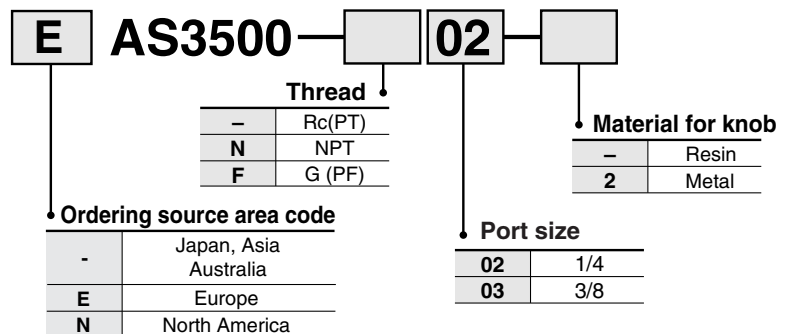 E AS3500— 02–
Thread
– Rc(PT)
N NPT
F G (PF)
Material for knob
– Resin
2 Metal
Ordering source area code
- Japan, Asia
Australia
E Europe
N North America
Port size
02 1/4
03 3/8